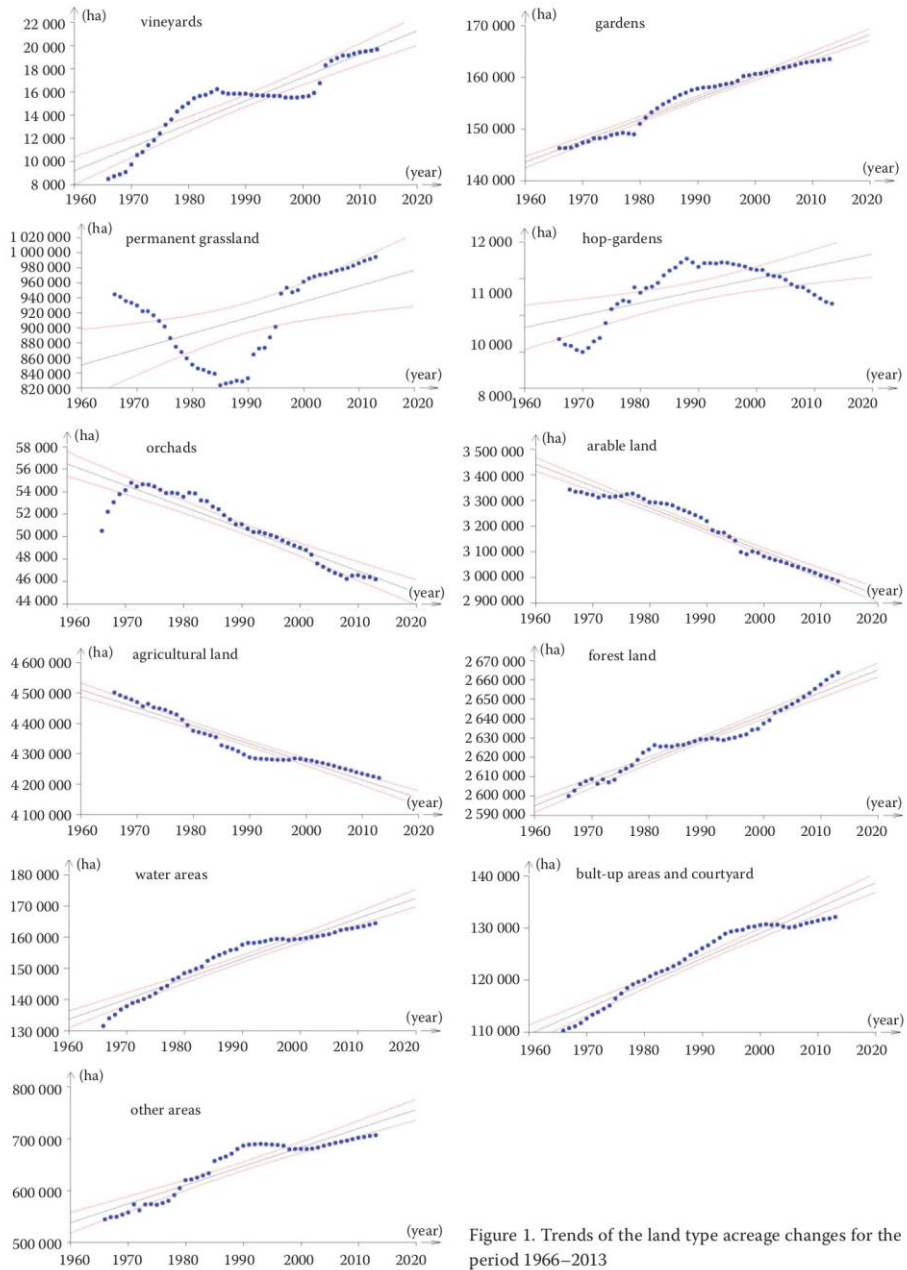 (ha)
vineyards
22 000
20 000
18 000
16 000
14 000
12 000
10 000
8 000
(year)
1960 1970 1980 1990 2000 2010 2020
(ha)
gardens
170 000
160 000
150 000
140 000
(year)
1960 1970 1980 1990 2000 2010 2020
(ha)
permanent grassland
1 020 000
1 000 000
980 000
960 000
940 000
920 000
900 000
880 000
860 000
840 000
820 000
(year)
1960 1970 1980 1990 2000 2010 2020
(ha)
hop-gardens
12 000
11 000
10 000
8 000
(year)
1960 1970 1980 1990 2000 2010 2020
(ha)
orchads
58 000
56 000
54 000
52 000
50 000
48 000
46 000
44 000
(year)
1960 1970 1980 1990 2000 2010 2020
(ha)
arable land
3 500 000
3 400 000
3 300 000
3 200 000
3 100 000
3 000 000
2 900 000
(year)
1960 1970 1980 1990 2000 2010 2020
(ha)
agricultural land
4 600 000
4 500 000
4 400 000
4 300 000
4 200 000
4 100 000
(year)
1960 1970 1980 1990 2000 2010 2020
(ha)
forest land
2 670 000
2 660 000
2 640 000
2 630 000
2 620 000
2 610 000
2 600 000
2 590 000
(year)
1960 1970 1980 1990 2000 2010 2020
(ha)
water areas
180 000
170 000
160 000
150 000
140 000
130 000
(year)
1960 1970 1980 1990 2000 2010 2020
(ha)
bult-up areas and courtyard
140 000
130 000
120 000
110 000
(year)
1960 1970 1980 1990 2000 2010 2020
(ha)
other areas
800 000
700 000
600 000
500 000
(year)
1960 1970 1980 1990 2000 2010 2020
Figure 1. Trends of the land type acreage changes for the
period 1966–2013